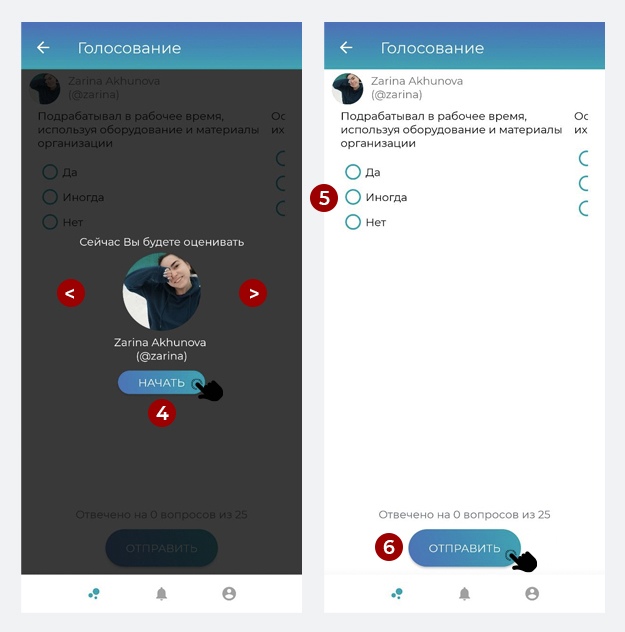 Голосование
Zarina Akhunova
(@zarina)
Подрабатывал в рабочее время,
используя оборудование и материалы
организации
Ос
их
Да
Иногда
Нет
Сейчас Вы будете оценивать
<
>
Zarina Akhunova
(@zarina)
НАЧАТЬ
4
Отвечено на 0 вопросов из 25
ОТПРАВИТЬ
Голосование
Zarina Akhunova
(@zarina)
Подрабатывал в рабочее время,
используя оборудование и материалы
организации
Ос
их
Да
5
Иногда
Нет
Отвечено на 0 вопросов из 25
6
ОТПРАВИТЬ